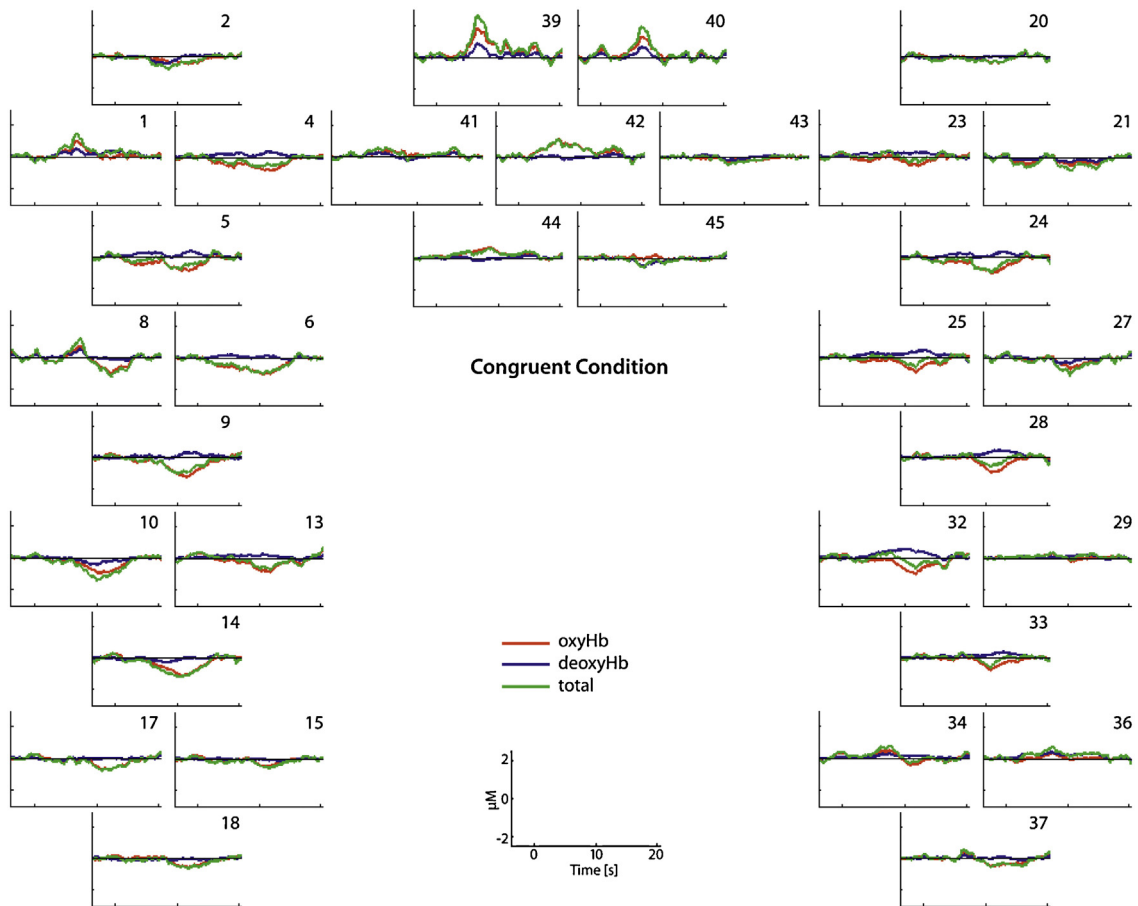 2 39 40 20
1 4 41 42 43 23 21
5 44 45 24
8 6 25 27
Congruent Condition
9 28
10 13 32 29
14 33
oxyHb
deoxyHb
total
17 15 34 36
2
0
-2
µM
0 10 20
Time [s]
18 37